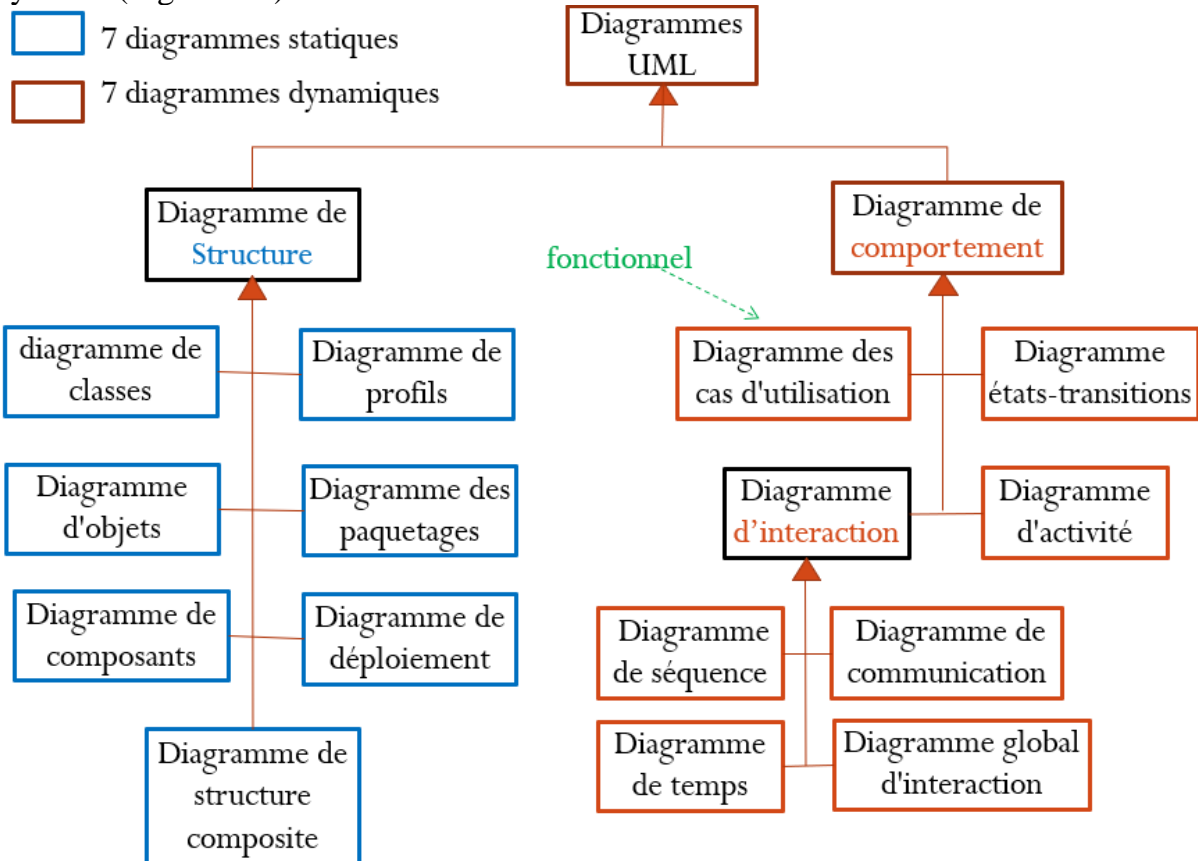 7 diagrammes statiques
7 diagrammes dynamiques
Diagrammes
UML
Diagramme de
Structure
Diagramme de
comportement
fonctionnel
diagramme de
classes
Diagramme de
profils
Diagramme des
cas d'utilisation
Diagramme
états-transitions
Diagramme
d'objets
Diagramme des
paquetages
Diagramme
d’interaction
Diagramme
d'activité
Diagramme de
composants
Diagramme de
déploiement
Diagramme
de séquence
Diagramme de
communication
Diagramme de
structure
composite
Diagramme
de temps
Diagramme global
d'interaction